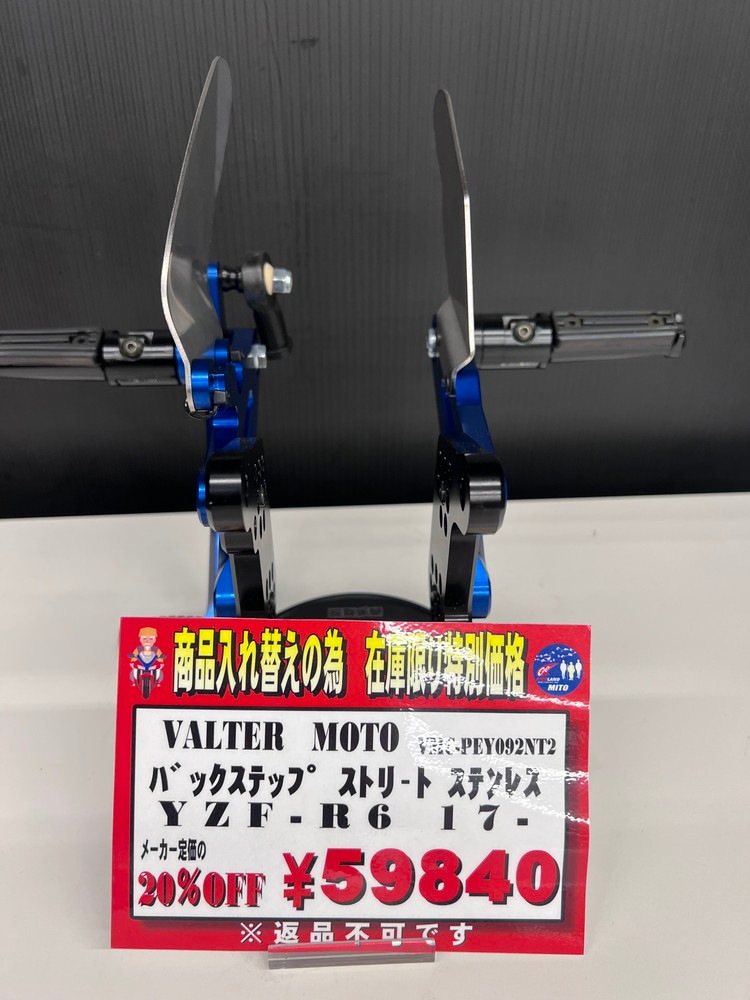 商品入れ替えの為 在庫限り特別価格
MITO
VALTER MOTO
バックステップ ストリート ステンレス
YZF-R6 17-
メーカー定価の
20%OFF ¥59840
※返品不可です